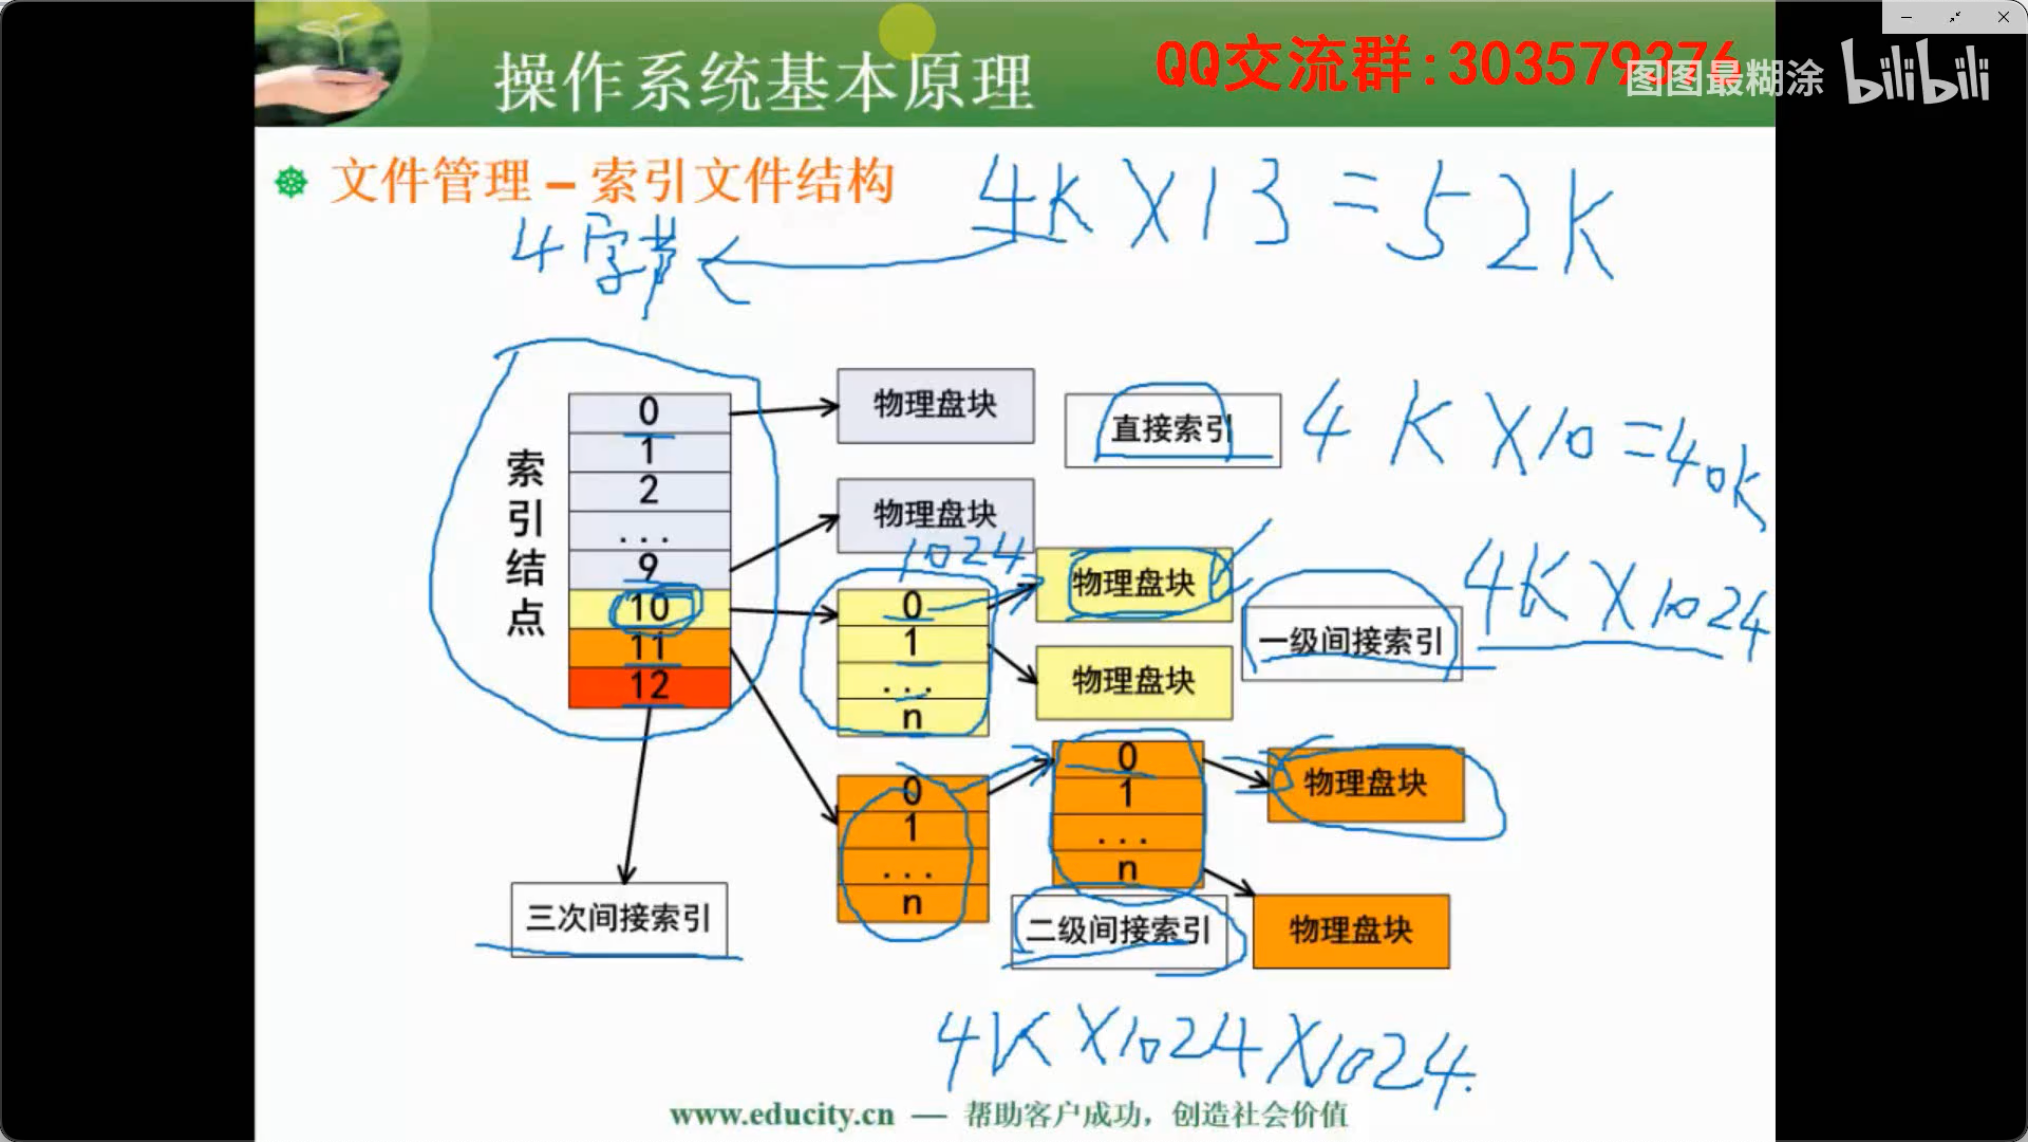 操作系统基本原理
QQ交流群:303579376
图图最糊涂 bilibili
文件管理 – 索引文件结构
4K X 13 = 52K
4字节
索引结点
0
1
2
...
9
10
11
12
物理盘块
物理盘块
直接索引
4K X 10 = 40K
1024
0
1
...
n
物理盘块
物理盘块
一级间接索引
4K X 1024
0
1
...
n
0
1
...
n
物理盘块
物理盘块
二级间接索引
三次间接索引
4K X 1024 X 1024.
www.educity.cn — 帮助客户成功，创造社会价值